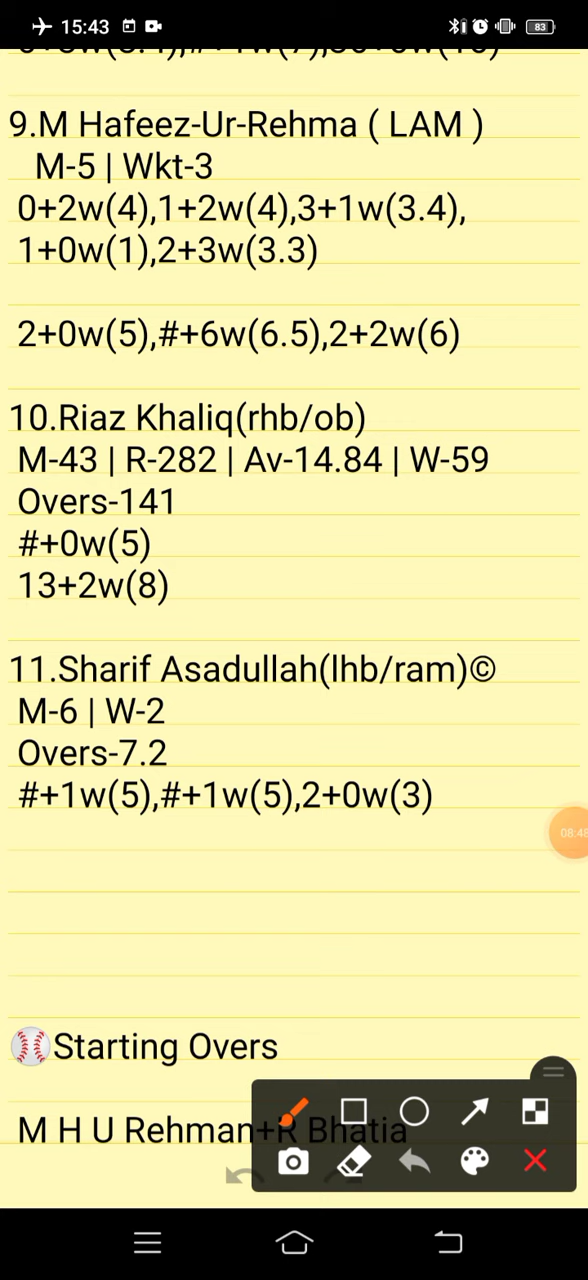 15:43
83
9.M Hafeez-Ur-Rehma ( LAM )
M-5 | Wkt-3
0+2w(4),1+2w(4),3+1w(3.4),
1+0w(1),2+3w(3.3)
2+0w(5),#+6w(6.5),2+2w(6)
10.Riaz Khaliq(rhb/ob)
M-43 | R-282 | Av-14.84 | W-59
Overs-141
#+0w(5)
13+2w(8)
11.Sharif Asadullah(lhb/ram)©
M-6 | W-2
Overs-7.2
#+1w(5),#+1w(5),2+0w(3)
08:48
Starting Overs
M H U Rehman+R Bhatia